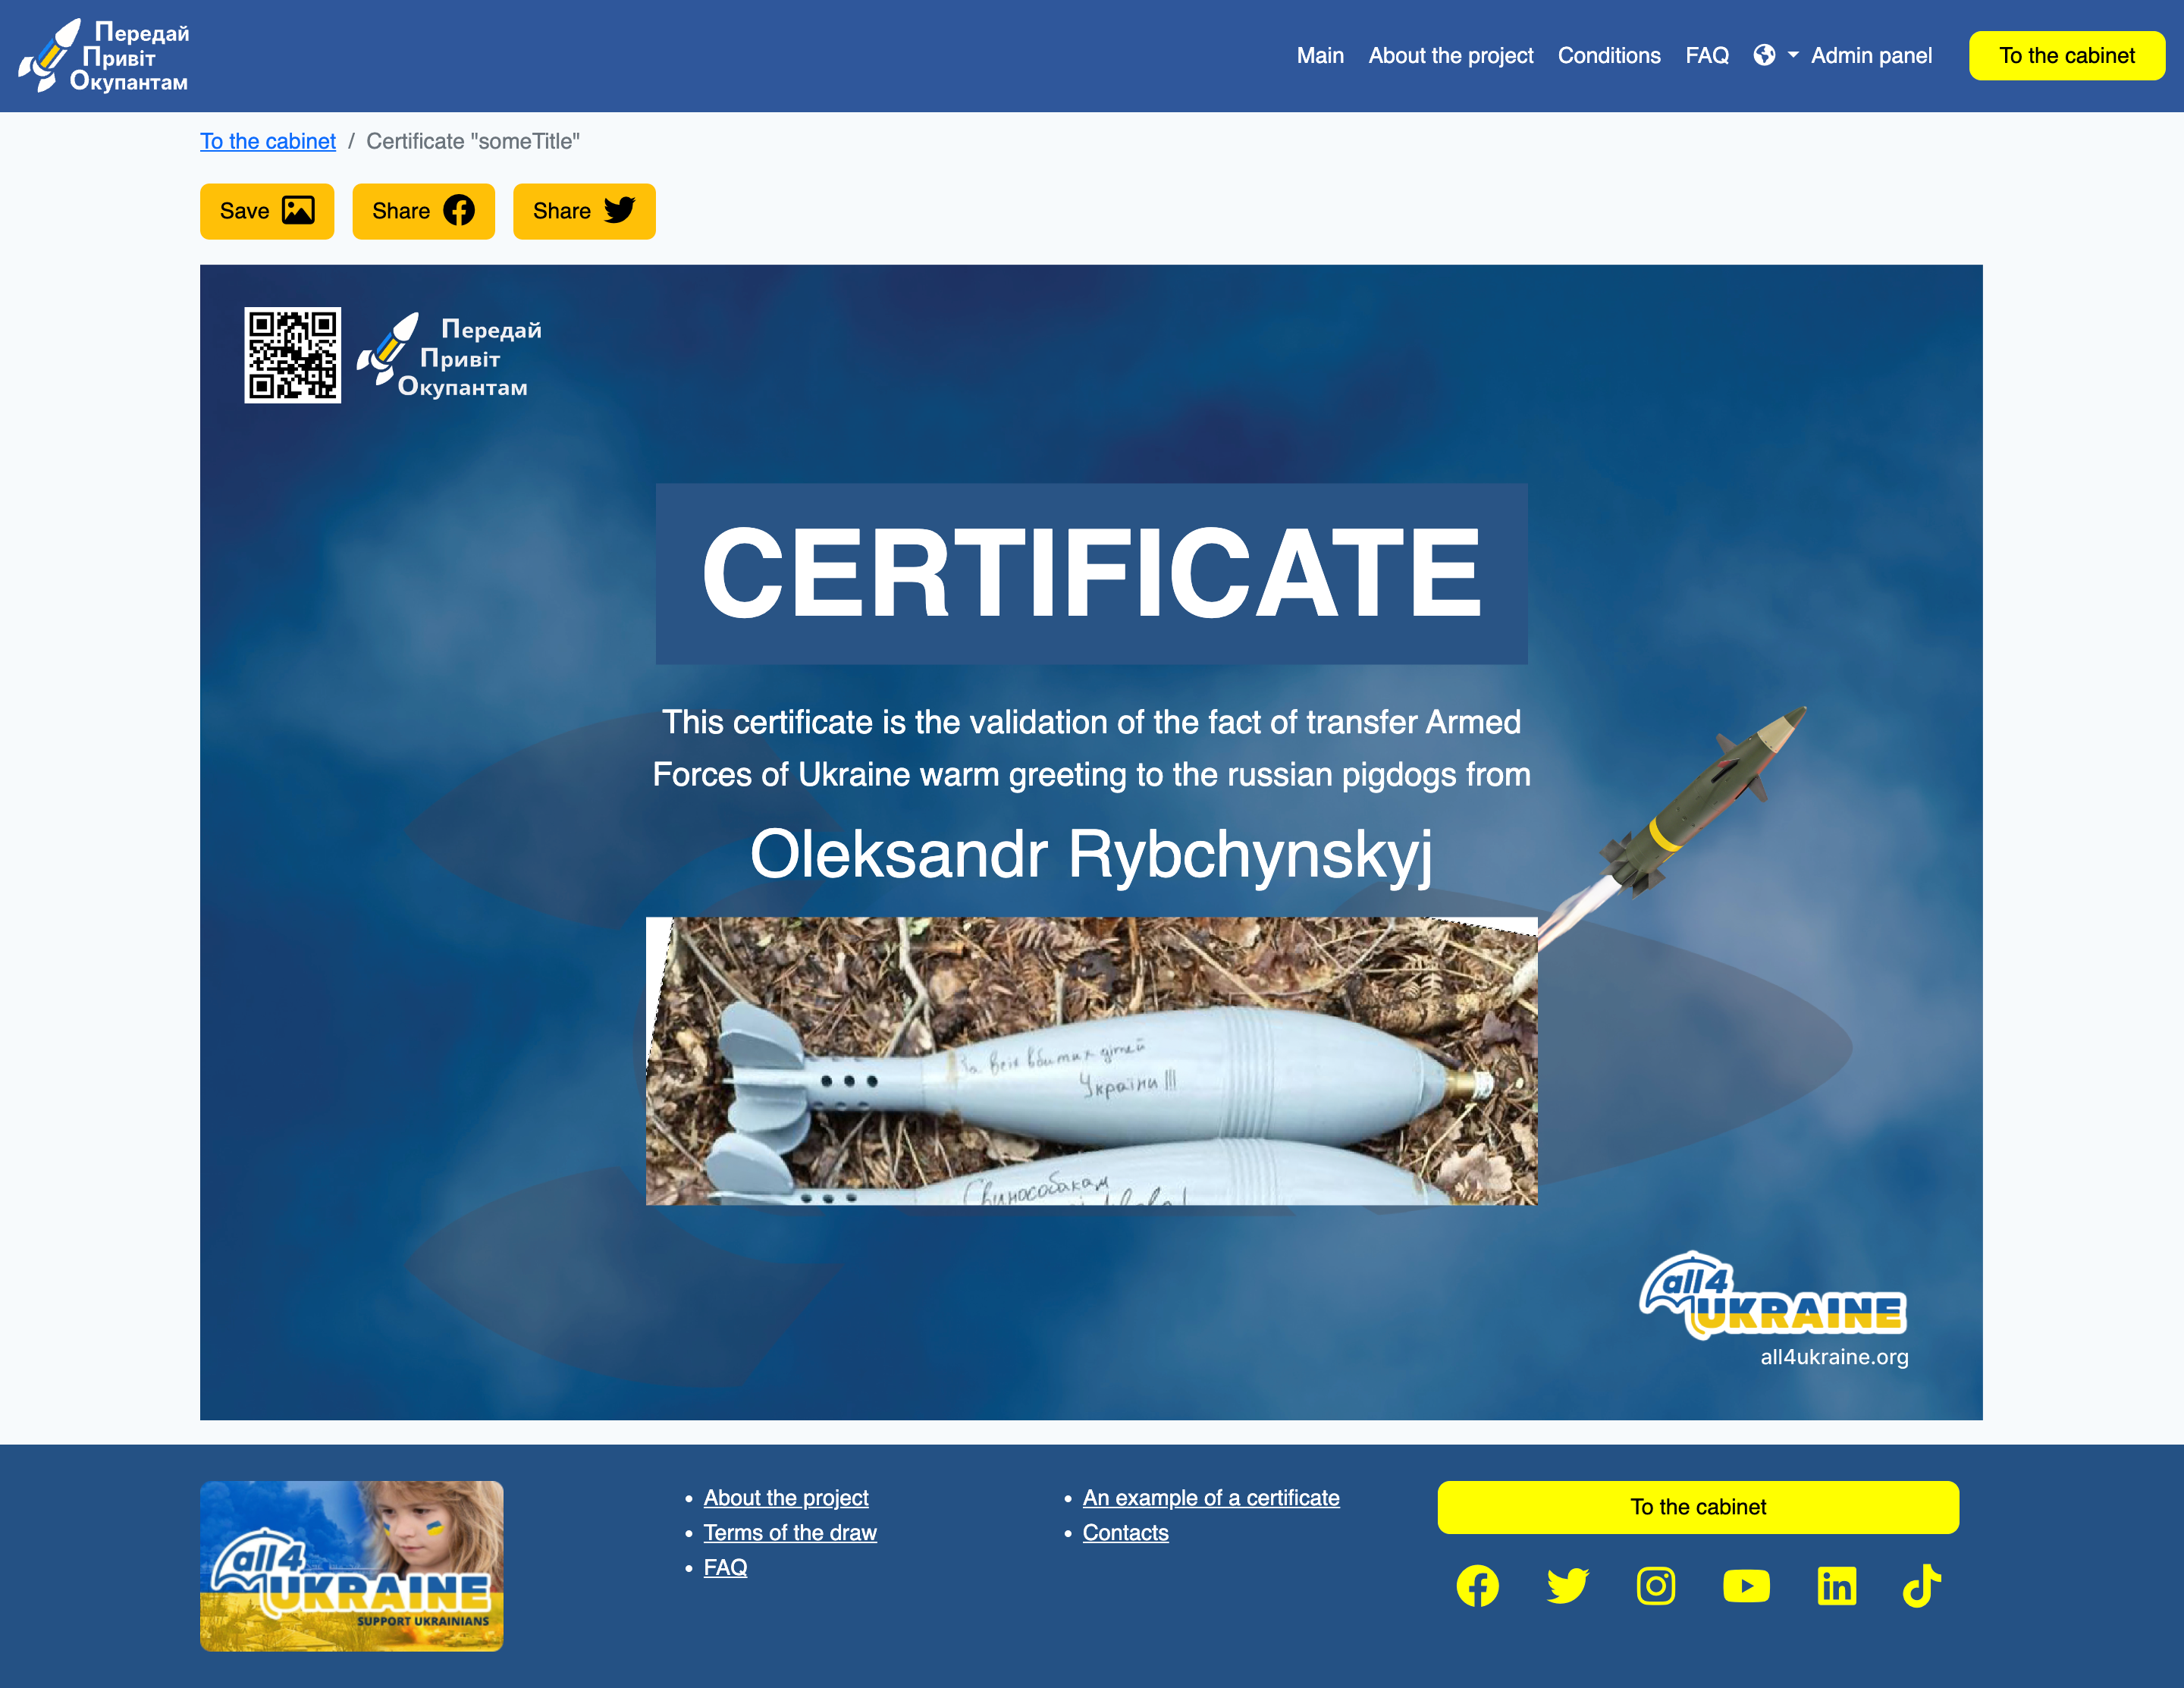 Передай
Привіт
Окупантам
Main About the project Conditions FAQ Admin panel To the cabinet
To the cabinet / Certificate "someTitle"
Save Share Share
Передай
Привіт
Окупантам
CERTIFICATE
This certificate is the validation of the fact of transfer Armed
Forces of Ukraine warm greeting to the russian pigdogs from
Oleksandr Rybchynskyj
За всіх вбитих дітей
України!!!
Свинособакам
all4
UKRAINE
all4ukraine.org
all4
UKRAINE
SUPPORT UKRAINIANS
About the project
Terms of the draw
FAQ
An example of a certificate
Contacts
To the cabinet